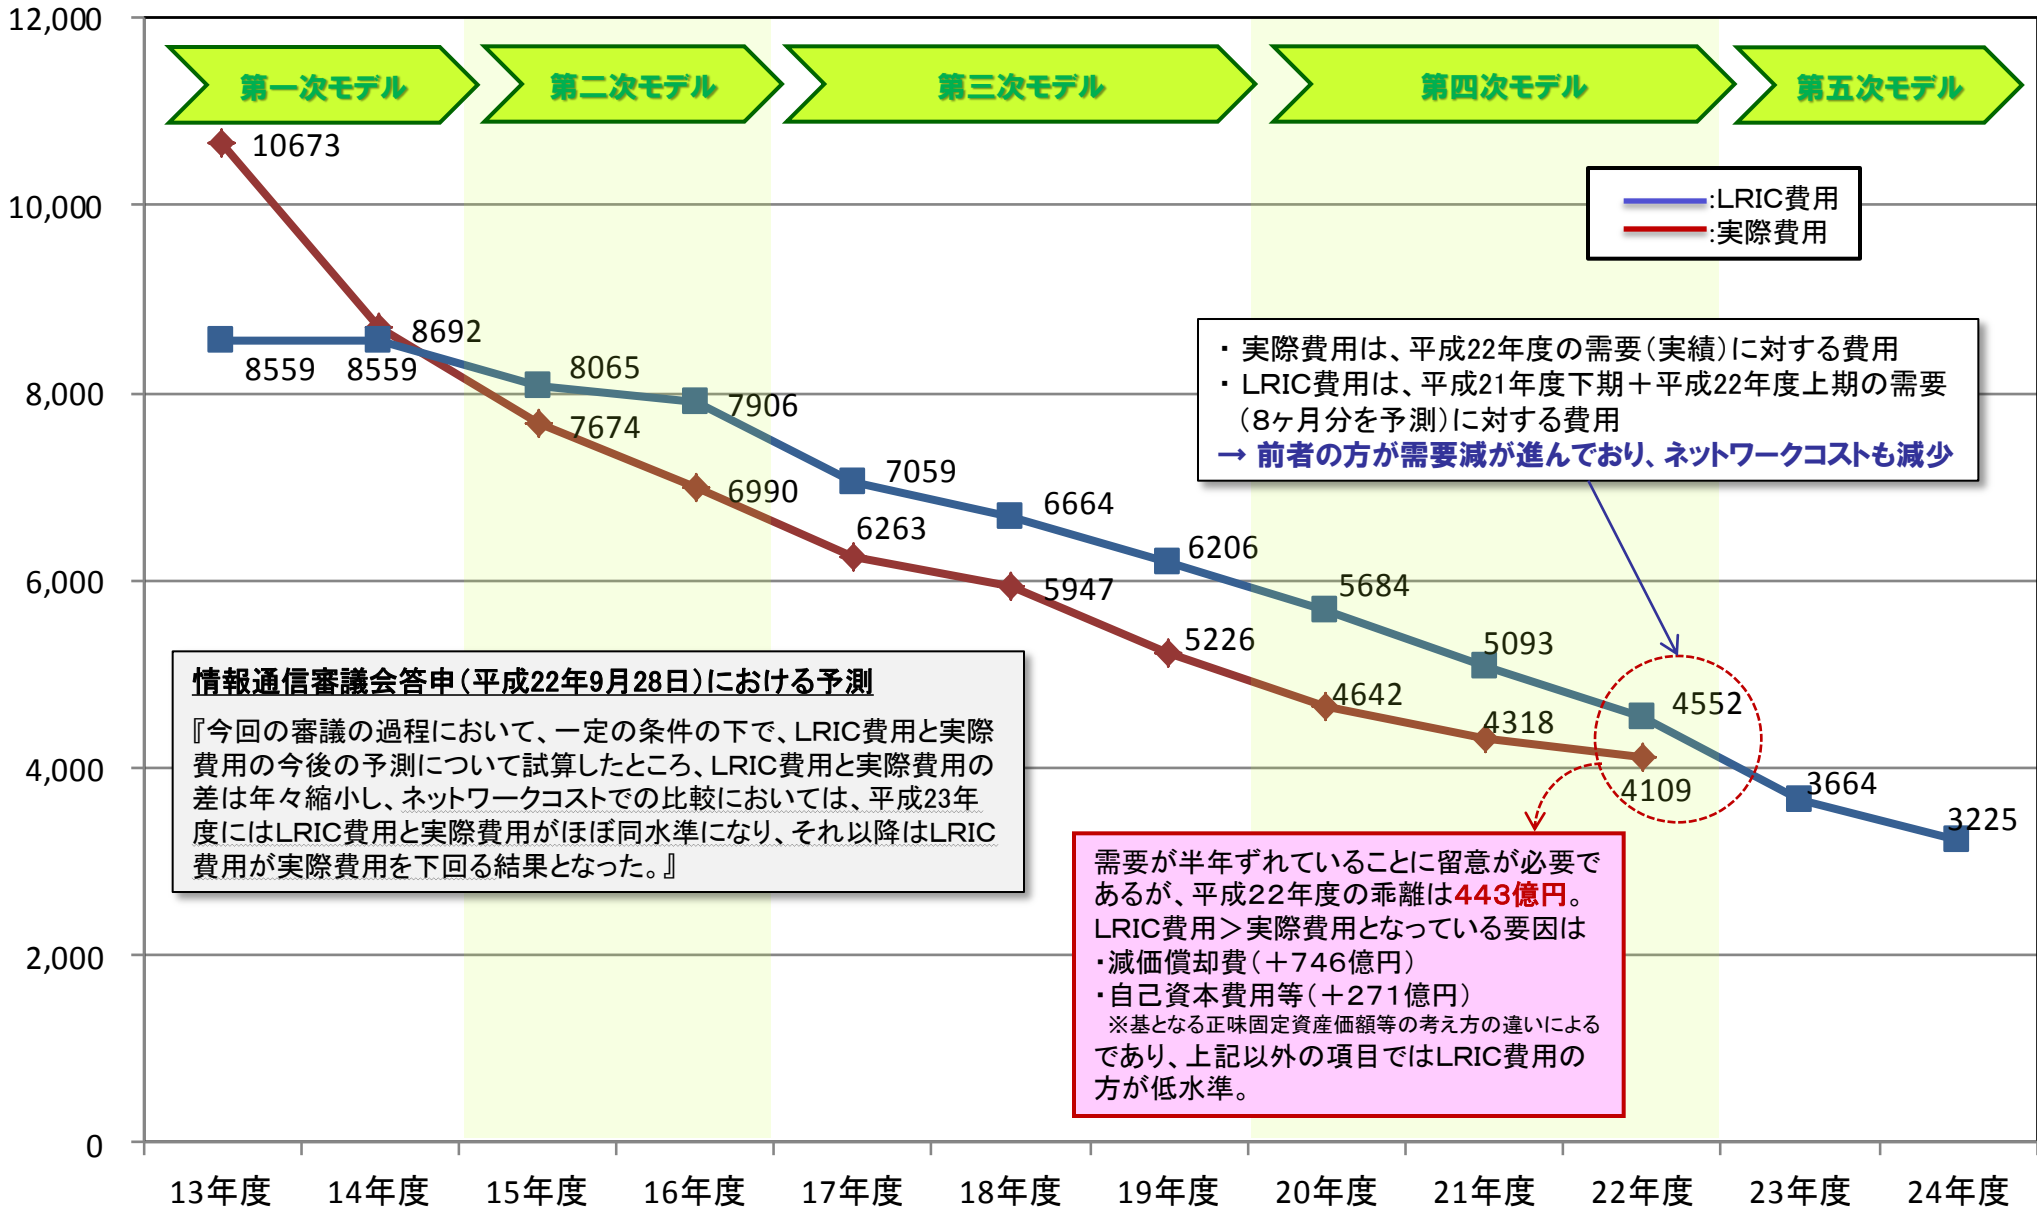 12,000
10,000
8,000
6,000
4,000
2,000
0
第一次モデル
第二次モデル
第三次モデル
第四次モデル
第五次モデル
:LRIC費用
:実際費用
10673
8692
8559
8559
8065
7674
7906
6990
7059
6263
6664
5947
6206
5226
5684
4642
5093
4318
4552
4109
3664
3225
・ 実際費用は、平成22年度の需要(実績)に対する費用
・ LRIC費用は、平成21年度下期＋平成22年度上期の需要
(8ヶ月分を予測)に対する費用
→ 前者の方が需要減が進んでおり、ネットワークコストも減少
情報通信審議会答申(平成22年9月28日)における予測
『今回の審議の過程において、一定の条件の下で、LRIC費用と実際
費用の今後の予測について試算したところ、LRIC費用と実際費用の
差は年々縮小し、ネットワークコストでの比較においては、平成23年
度にはLRIC費用と実際費用がほぼ同水準になり、それ以降はLRIC
費用が実際費用を下回る結果となった。』
需要が半年ずれていることに留意が必要で
あるが、平成22年度の乖離は443億円。
LRIC費用＞実際費用となっている要因は
・減価償却費(＋746億円)
・自己資本費用等(＋271億円)
※基となる正味固定資産価額等の考え方の違いによる
であり、上記以外の項目ではLRIC費用の
方が低水準。
13年度
14年度
15年度
16年度
17年度
18年度
19年度
20年度
21年度
22年度
23年度
24年度